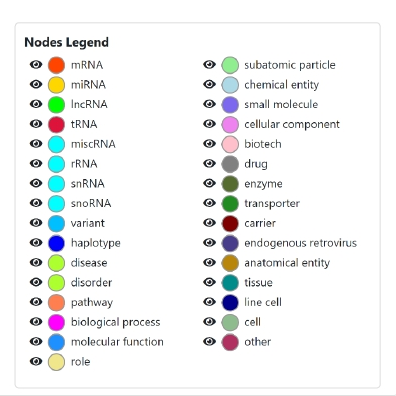 Nodes Legend
mRNA
miRNA
lncRNA
tRNA
miscRNA
rRNA
snRNA
snoRNA
variant
haplotype
disease
disorder
pathway
biological process
molecular function
role
subatomic particle
chemical entity
small molecule
cellular component
biotech
drug
enzyme
transporter
carrier
endogenous retrovirus
anatomical entity
tissue
line cell
cell
other